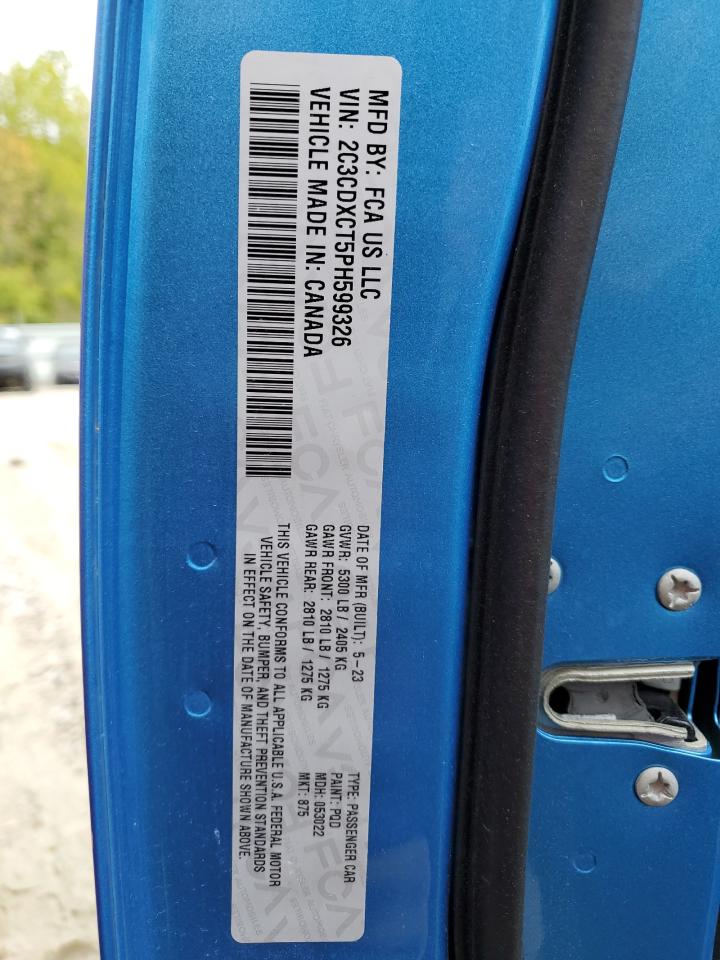 MFD BY: FCA US LLC
VIN: 2C3CDXCT5PH599326
VEHICLE MADE IN: CANADA
DATE OF MFR (BUILT): 5-23
GVWR: 5300 LB / 2405 KG
GAWR FRONT: 2810 LB / 1275 KG
GAWR REAR: 2810 LB / 1275 KG
TYPE: PASSENGER CAR
PAINT: PQD
MDH: 053022
MKT: 875
THIS VEHICLE CONFORMS TO ALL APPLICABLE U.S.A. FEDERAL MOTOR
VEHICLE SAFETY, BUMPER, AND THEFT PREVENTION STANDARDS
IN EFFECT ON THE DATE OF MANUFACTURE SHOWN ABOVE.